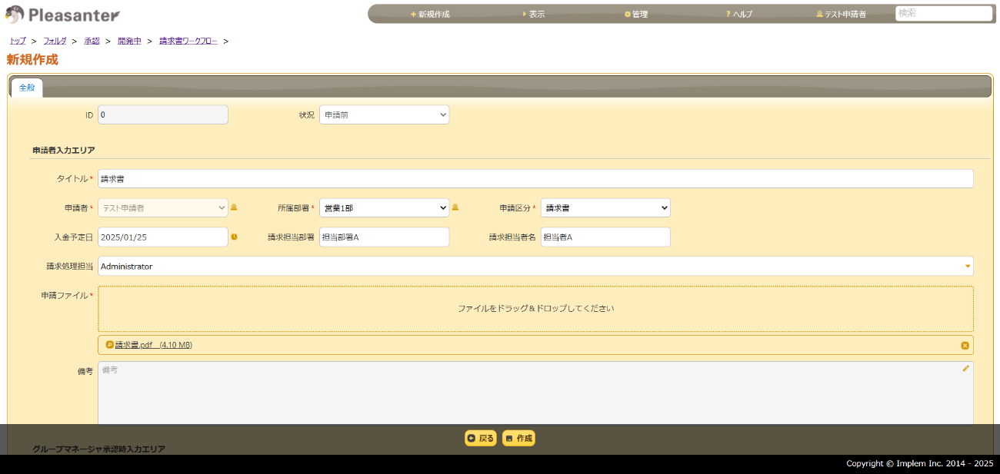 Pleasanter
新規作成 表示 管理 ヘルプ テスト申請者 検索
トップ > フォルダ > 承認 > 開発中 > 請求書ワークフロー >
新規作成
全般
ID 0 状況 申請前
申請者入力エリア
タイトル* 請求書
申請者* テスト申請者 所属部署* 営業1部 申請区分* 請求書
入金予定日 2025/01/25 請求担当部署 担当部署A 請求担当者名 担当者A
請求処理担当 Administrator
申請ファイル* ファイルをドラッグ&ドロップしてください
請求書.pdf (4.10 MB)
備考 備考
戻る 作成
グループマネージャ承認時入力エリア
Copyright © Implem Inc. 2014 - 2025